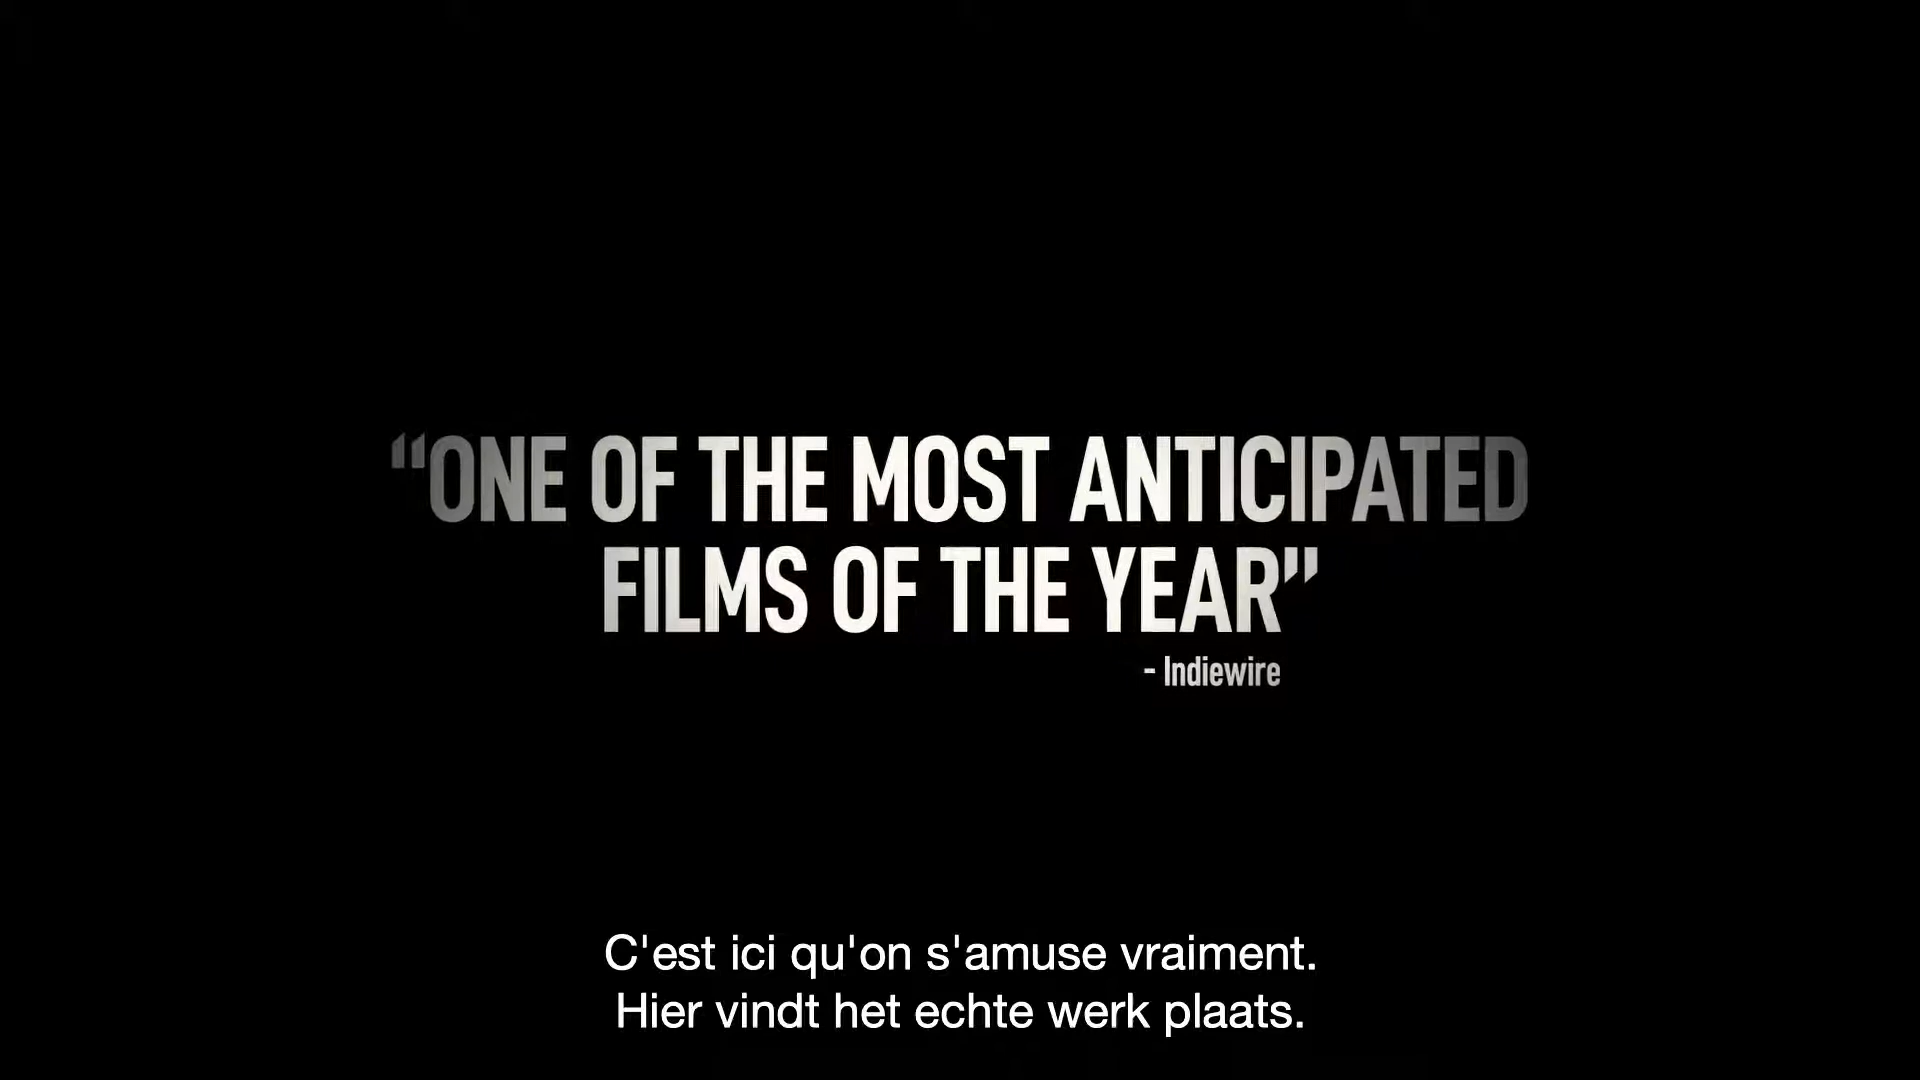 “ONE OF THE MOST ANTICIPATED
FILMS OF THE YEAR”
- Indiewire
C'est ici qu'on s'amuse vraiment.
Hier vindt het echte werk plaats.